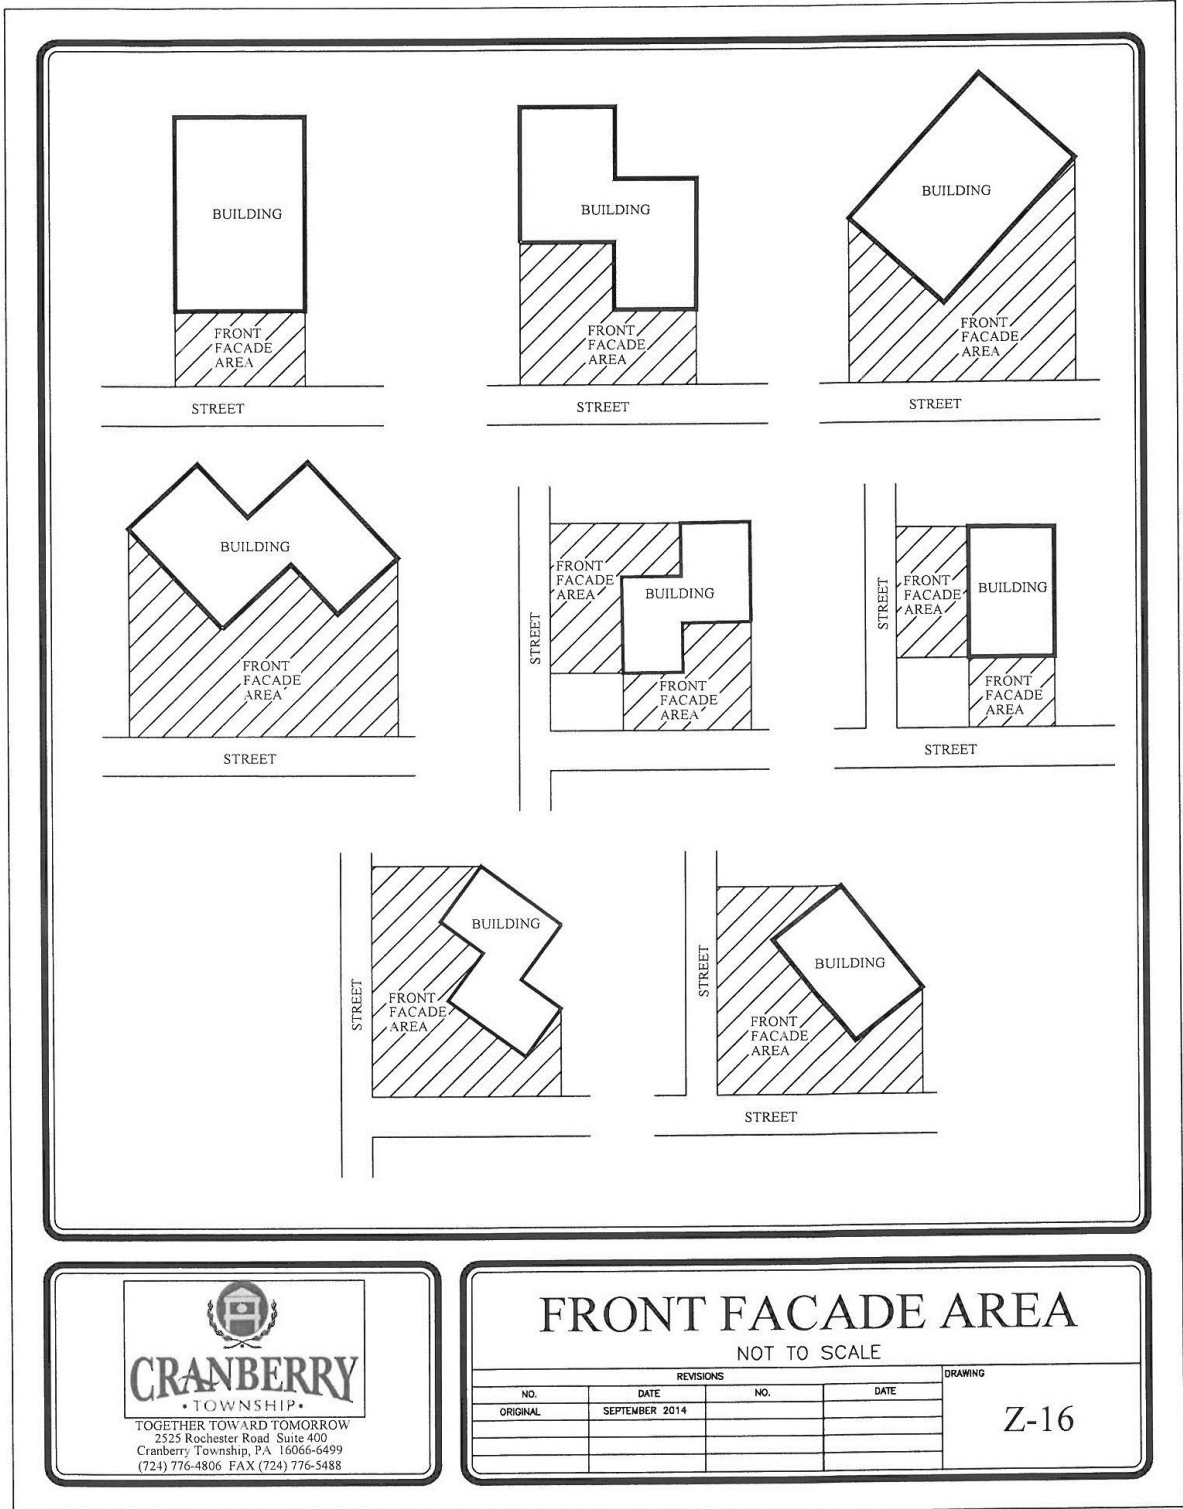 BUILDING
FRONT
FACADE
AREA
STREET
BUILDING
FRONT
FACADE
AREA
STREET
BUILDING
FRONT
FACADE
AREA
STREET
BUILDING
FRONT
FACADE
AREA
STREET
FRONT
FACADE
AREA
BUILDING
STREET
FRONT
FACADE
AREA
FRONT
FACADE
AREA
BUILDING
STREET
FRONT
FACADE
AREA
STREET
BUILDING
FRONT
FACADE
AREA
STREET
BUILDING
STREET
FRONT
FACADE
AREA
STREET
CRANBERRY
•TOWNSHIP•
TOGETHER TOWARD TOMORROW
2525 Rochester Road Suite 400
Cranberry Township, PA 16066-6499
(724) 776-4806 FAX (724) 776-5488
FRONT FACADE AREA
NOT TO SCALE
REVISIONS
DRAWING
NO. DATE NO. DATE
ORIGINAL SEPTEMBER 2014
Z-16